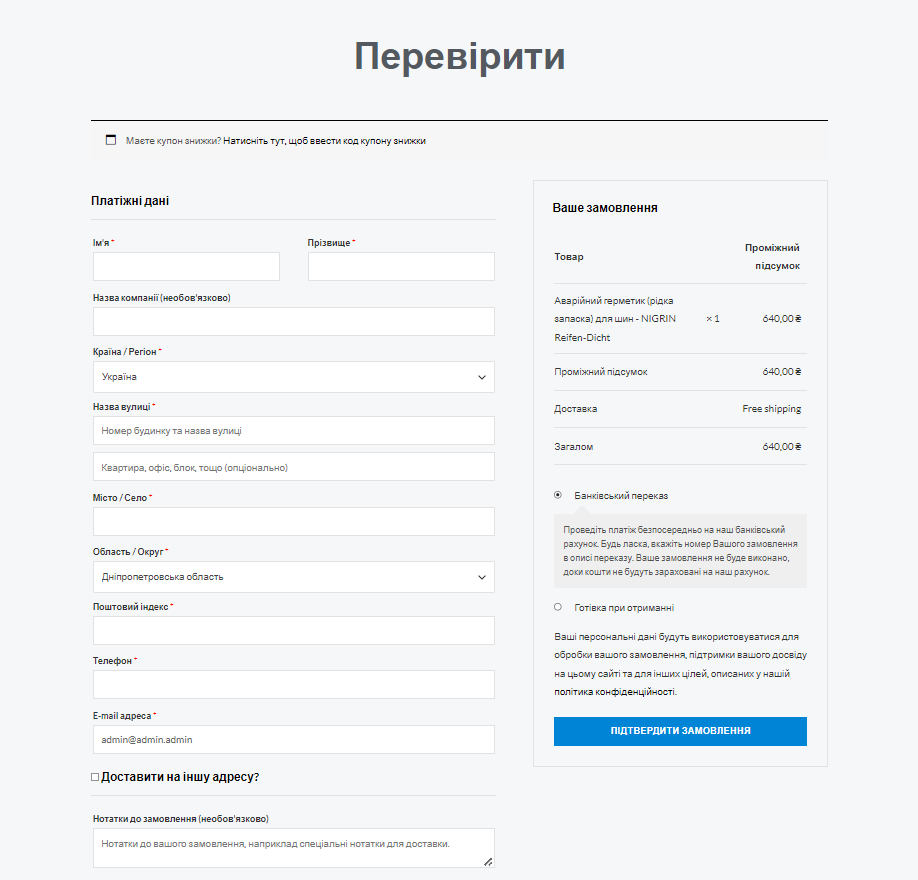 Перевірити
Маєте купон знижки? Натисніть тут, щоб ввести код купону знижки
Платіжні дані
Ім'я *
Прізвище *
Назва компанії (необов'язково)
Країна / Регіон *
Україна
Назва вулиці *
Номер будинку та назва вулиці
Квартира, офіс, блок, тощо (опціонально)
Місто / Село *
Область / Округ *
Дніпропетровська область
Поштовий індекс *
Телефон *
E-mail адреса *
admin@admin.admin
Доставити на іншу адресу?
Нотатки до замовлення (необов'язково)
Нотатки до вашого замовлення, наприклад спеціальні нотатки для доставки.
Ваше замовлення
Товар
Проміжний
підсумок
Аварійний герметик (рідка
запаска) для шин - NIGRIN
Reifen-Dicht
× 1
640,00 ₴
Проміжний підсумок 640,00 ₴
Доставка Free shipping
Загалом 640,00 ₴
Банківський переказ
Проведіть платіж безпосередньо на наш банківський
рахунок. Будь ласка, вкажіть номер Вашого замовлення
в описі переказу. Ваше замовлення не буде виконано,
доки кошти не будуть зараховані на наш рахунок.
Готівка при отриманні
Ваші персональні дані будуть використовуватися для
обробки вашого замовлення, підтримки вашого досвіду
на цьому сайті та для інших цілей, описаних у нашій
політика конфіденційності.
ПІДТВЕРДИТИ ЗАМОВЛЕННЯ